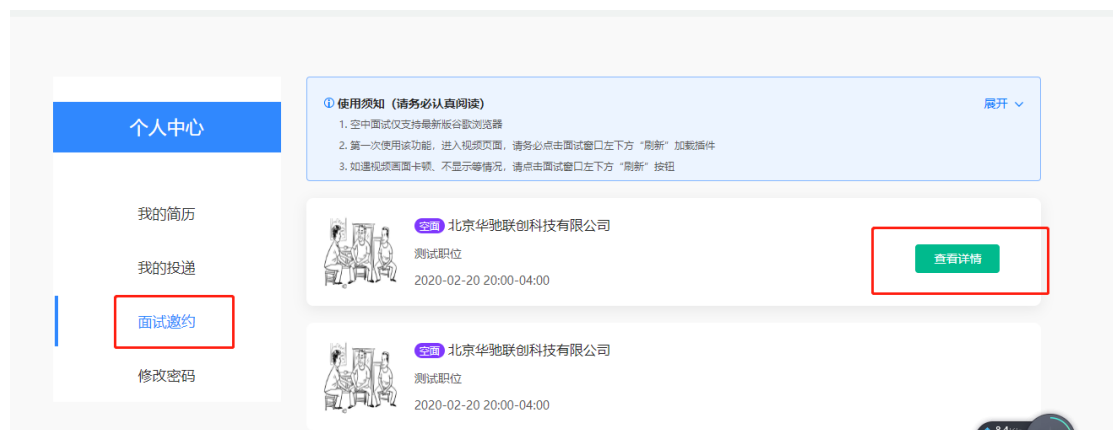 个人中心
我的简历
我的投递
面试邀约
修改密码
使用须知（请务必认真阅读）
展开
1. 空中面试仅支持最新版谷歌浏览器
2. 第一次使用该功能，进入视频页面，请务必点击面试窗口左下方“刷新”加载插件
3. 如遇视频画面卡顿、不显示等情况，请点击面试窗口左下方“刷新”按钮
空面 北京华驰联创科技有限公司
测试职位
2020-02-20 20:00-04:00
查看详情
空面 北京华驰联创科技有限公司
测试职位
2020-02-20 20:00-04:00